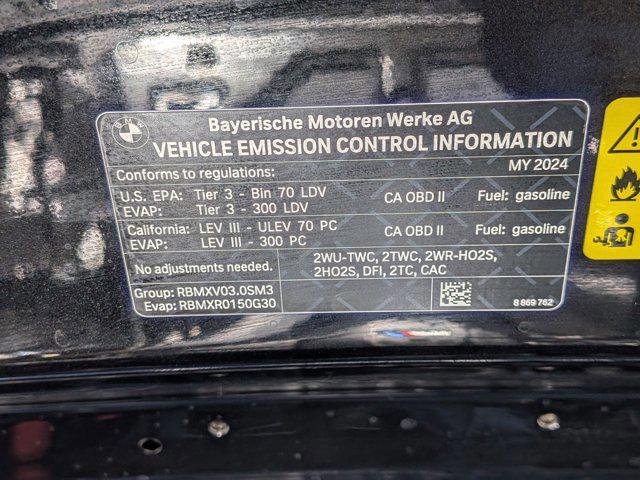 BMW
Bayerische Motoren Werke AG
VEHICLE EMISSION CONTROL INFORMATION
Conforms to regulations: MY 2024
U.S. EPA: Tier 3 - Bin 70 LDV CA OBD II Fuel: gasoline
EVAP: Tier 3 - 300 LDV
California: LEV III - ULEV 70 PC CA OBD II Fuel: gasoline
EVAP: LEV III - 300 PC
No adjustments needed. 2WU-TWC, 2TWC, 2WR-HO2S,
2HO2S, DFI, 2TC, CAC
Group: RBMXV03.0SM3
Evap: RBMXR0150G30 8 869 762